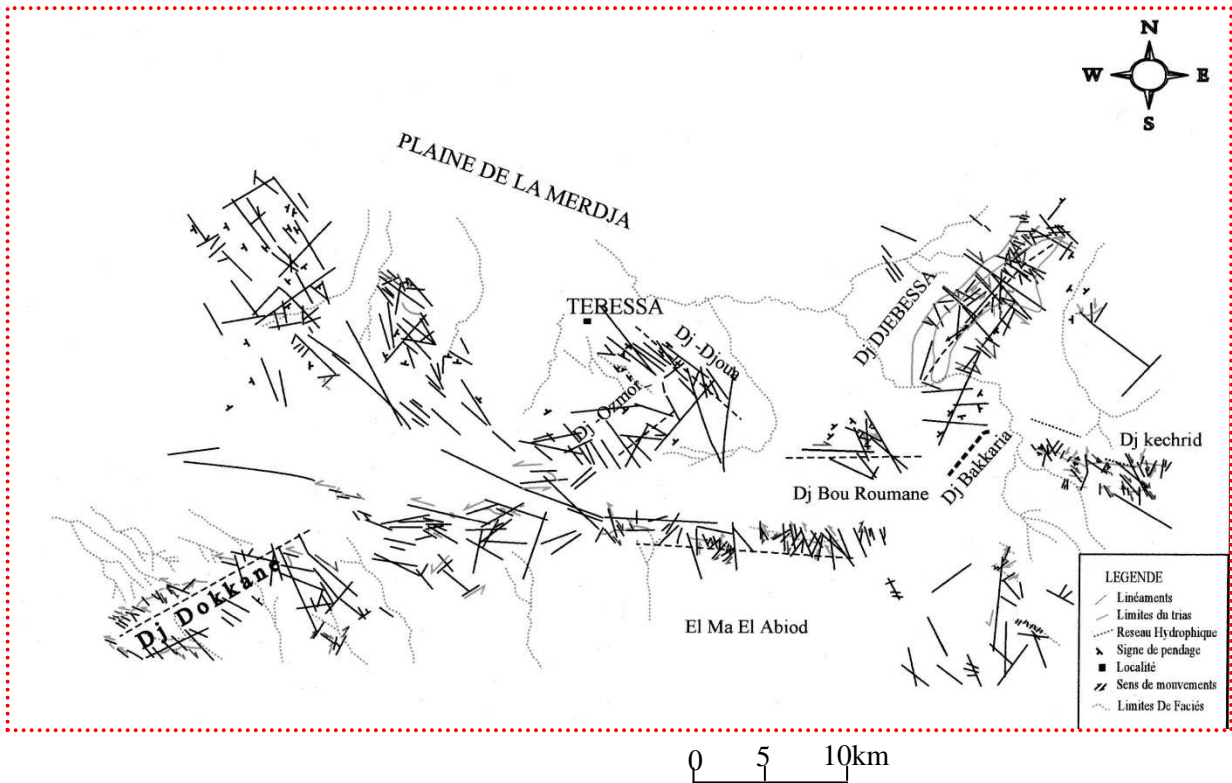 N
W E
S
PLAINE DE LA MERDJA
TEBESSA
Dj -Djoua
Dj Ozmor
Dj DJEBESSA
Dj kechrid
Dj Bakkaria
Dj Bou Roumane
Dj Dokkane
El Ma El Abiod
LEGENDE
Linéaments
Limites du trias
Reseau Hydrophique
Signe de pendage
Localité
Sens de mouvements
Limites De Faciés
0 5 10km